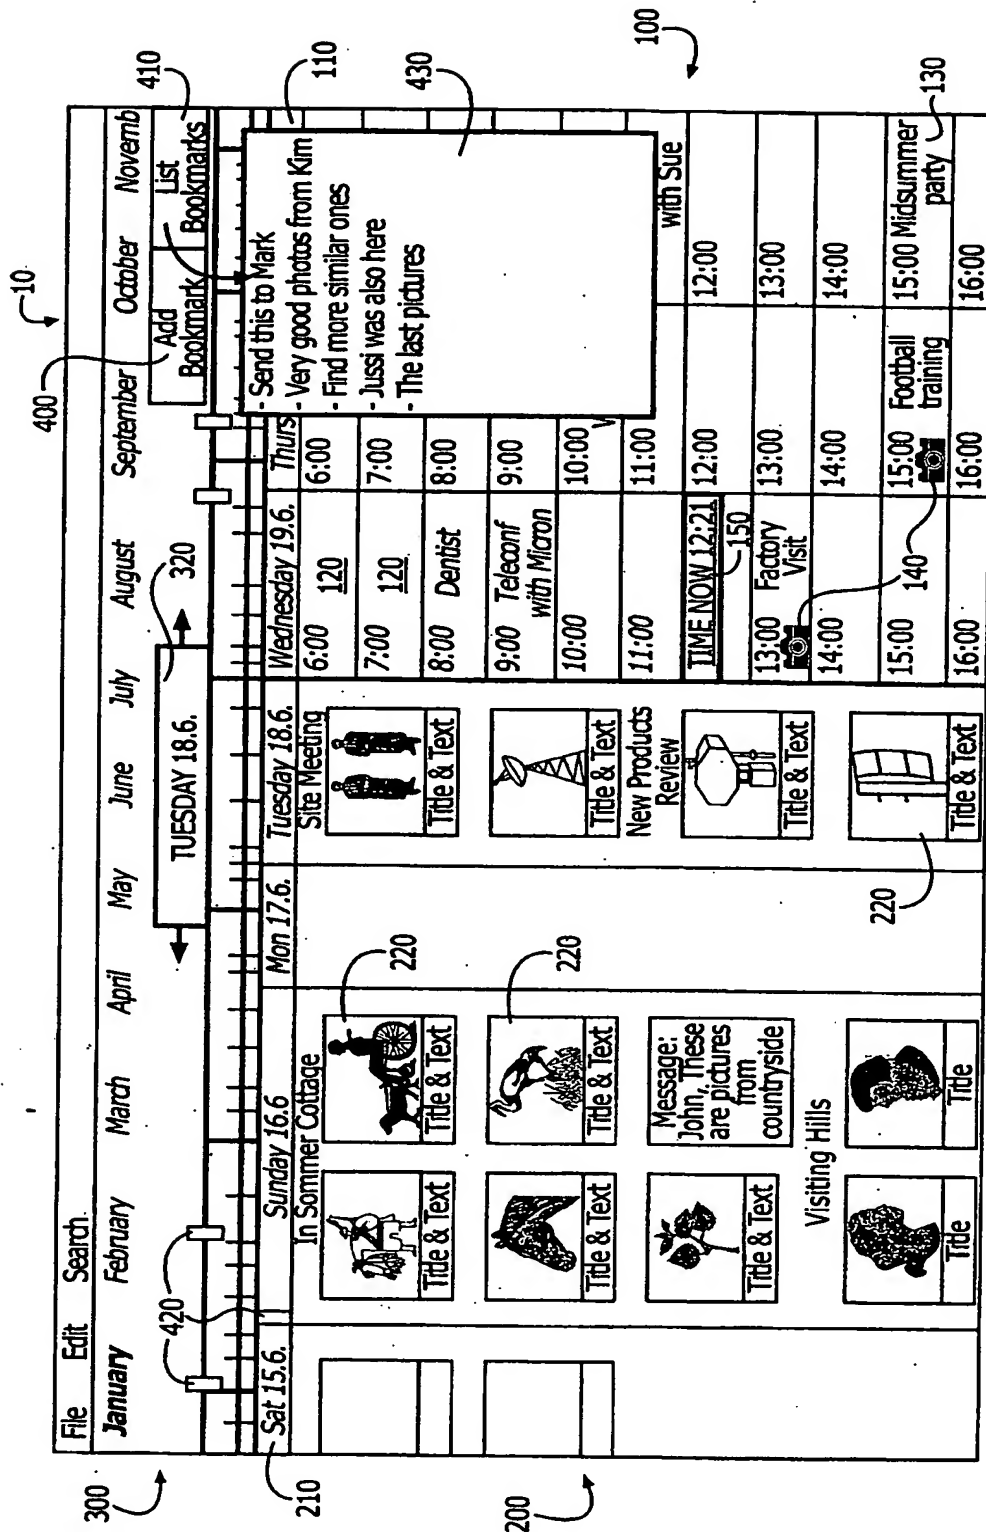 10
File Edit Search
January February March April May June July August September October Novemb
300
400
Add
Bookmark
List
Bookmarks
410
TUESDAY 18.6.
320
420
210
Sat 15.6.
Sunday 16.6
Mon 17.6.
Tuesday 18.6.
Wednesday 19.6.
Thurs
110
- Send this to Mark
- Very good photos from Kim
- Find more similar ones
- Jussi was also here
- The last pictures
430
In Sommer Cottage
Title & Text
Title & Text
220
Title & Text
Title & Text
220
Title & Text
Message:
John, These
are pictures
from
countryside
Visiting Hills
Title
Title
200
Site Meeting
Title & Text
Title & Text
New Products
Review
Title & Text
Title & Text
220
6:00 120
7:00 120
8:00 Dentist
9:00 Teleconf
with Micron
10:00
11:00
TIME NOW 12:21
150
13:00 Factory
Visit
14:00
15:00
16:00
140
6:00
7:00
8:00
9:00
10:00
11:00
12:00
13:00
14:00
15:00 Football
training
16:00
with Sue
12:00
13:00
14:00
15:00 Midsummer
party
16:00
130
100